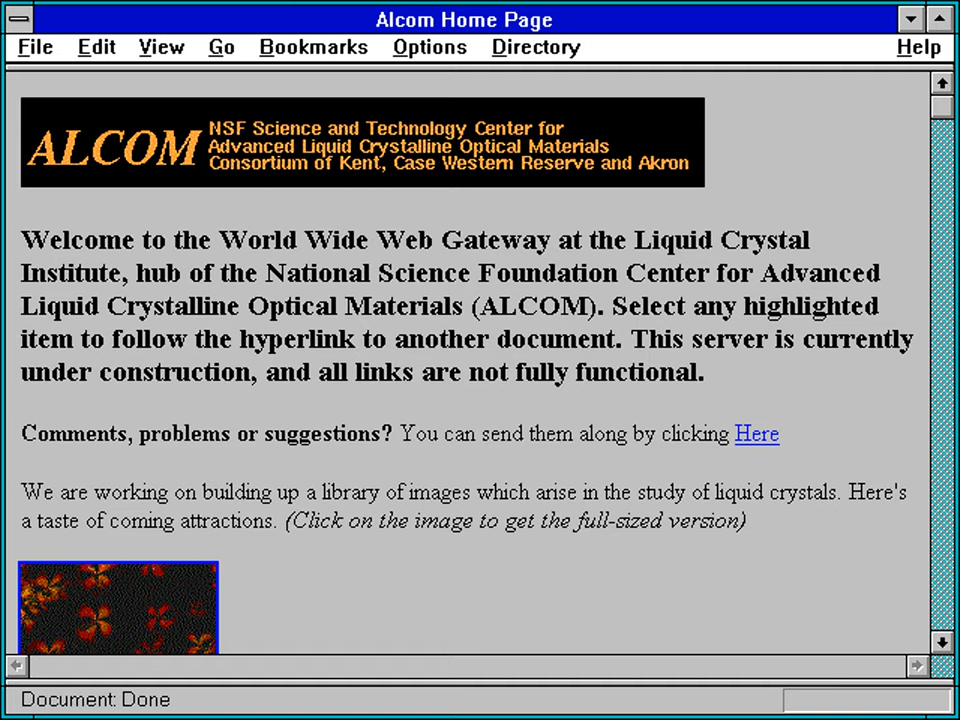 Alcom Home Page
File Edit View Go Bookmarks Options Directory Help
ALCOM
NSF Science and Technology Center for
Advanced Liquid Crystalline Optical Materials
Consortium of Kent, Case Western Reserve and Akron
Welcome to the World Wide Web Gateway at the Liquid Crystal
Institute, hub of the National Science Foundation Center for Advanced
Liquid Crystalline Optical Materials (ALCOM). Select any highlighted
item to follow the hyperlink to another document. This server is currently
under construction, and all links are not fully functional.
Comments, problems or suggestions? You can send them along by clicking Here
We are working on building up a library of images which arise in the study of liquid crystals. Here's
a taste of coming attractions. (Click on the image to get the full-sized version)
Document: Done